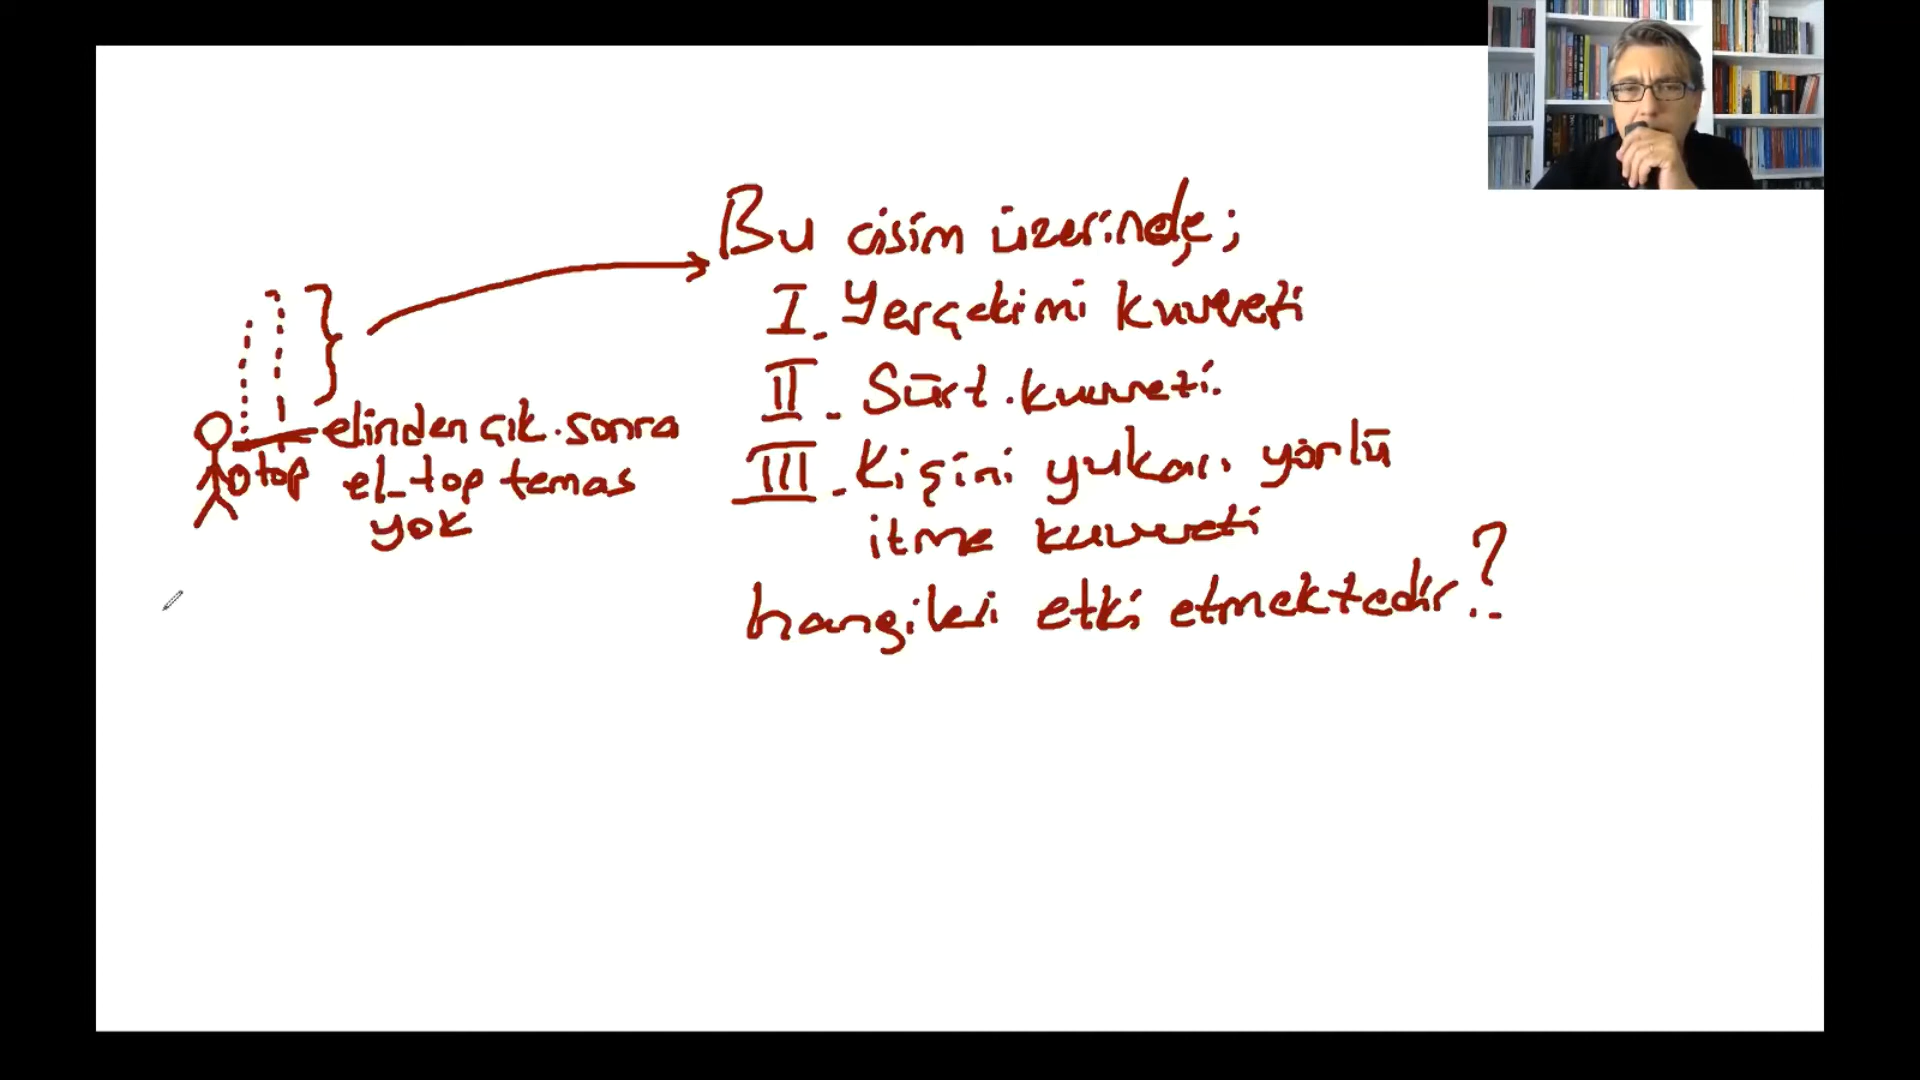 Bu cisim üzerinde;
I. Yerçekimi kuvveti
II. Sürt. kuvveti.
III. Kişini yukarı yönlü
itme kuvveti
hangileri etki etmektedir?..
elinden çık. sonra
top el-top temas
yok